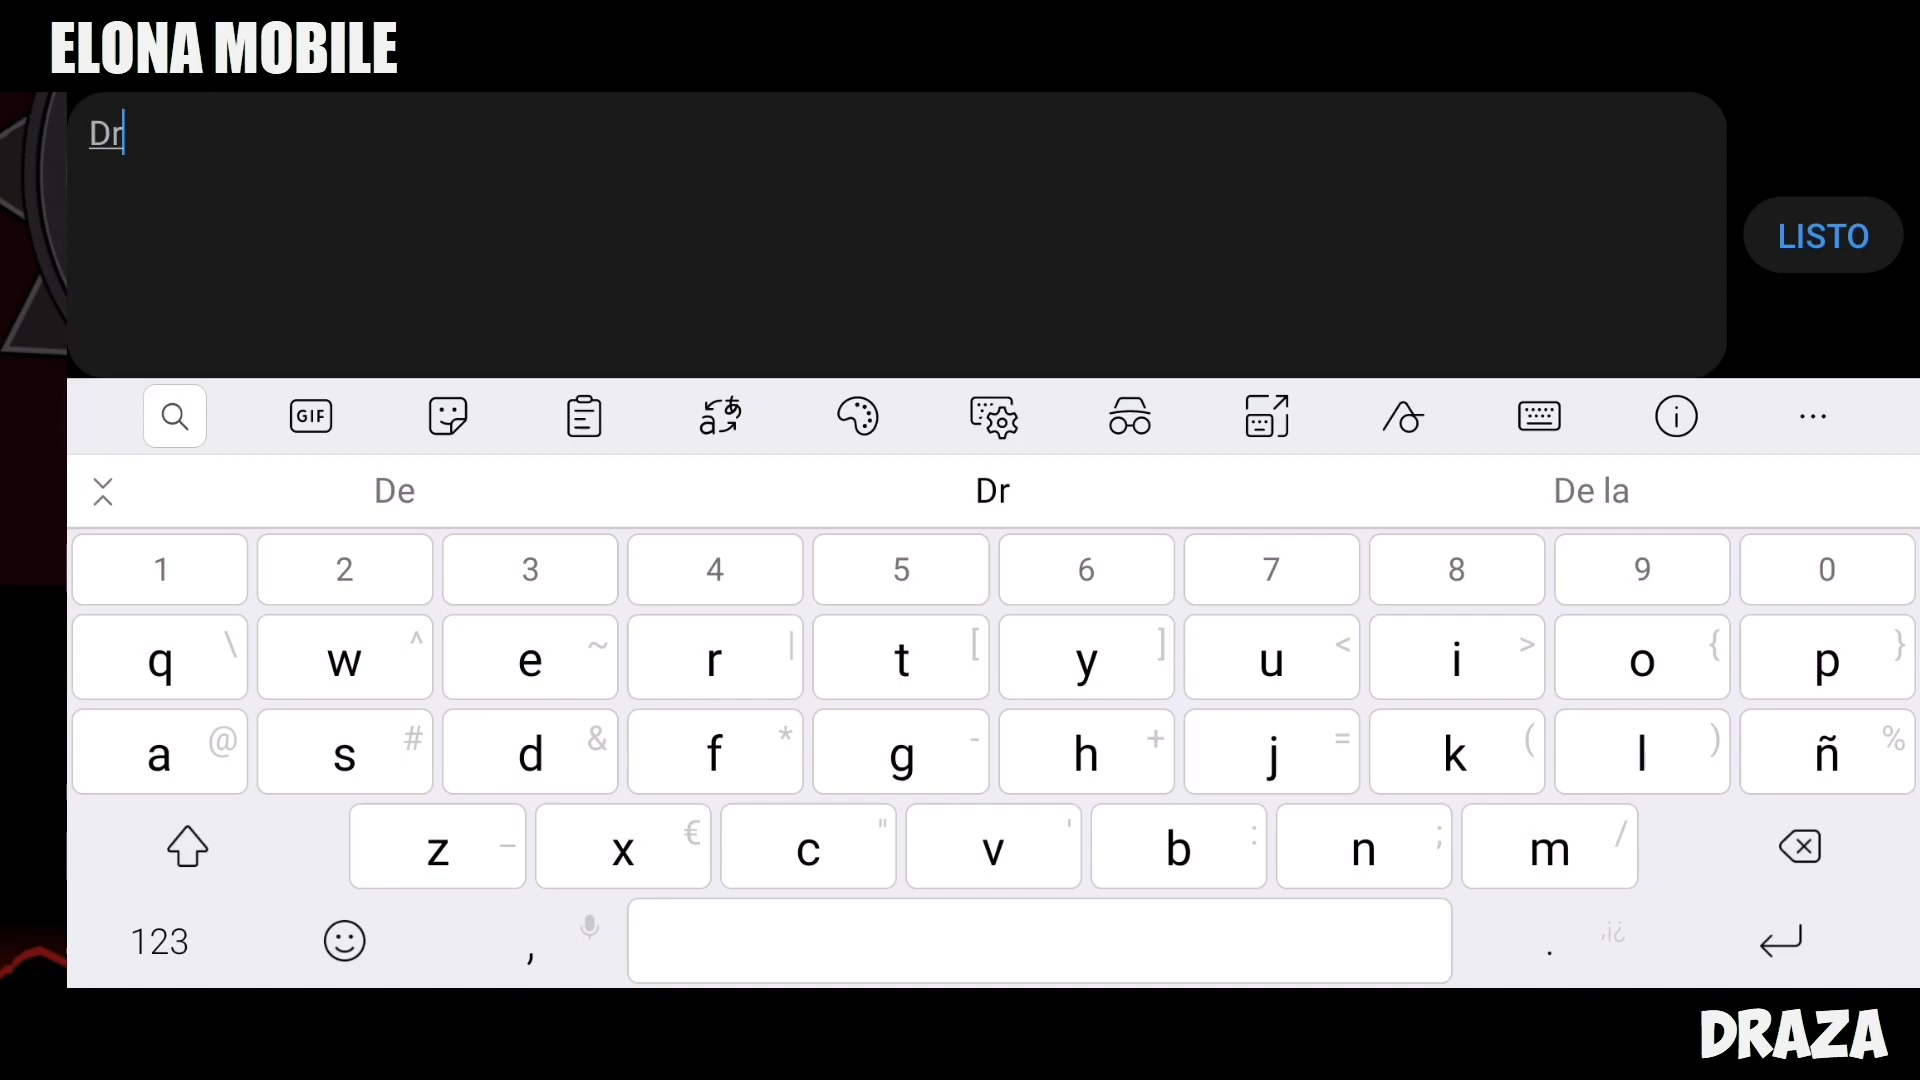 ELONA MOBILE
Dr
LISTO
GIF
De Dr De la
1 2 3 4 5 6 7 8 9 0
q \ w ^ e ~ r | t [ y ] u < i > o { p }
a @ s # d & f * g - h + j = k ( l ) ñ %
z _ x € c " v ' b : n ; m /
123 , . ,¡¿
DRAZA